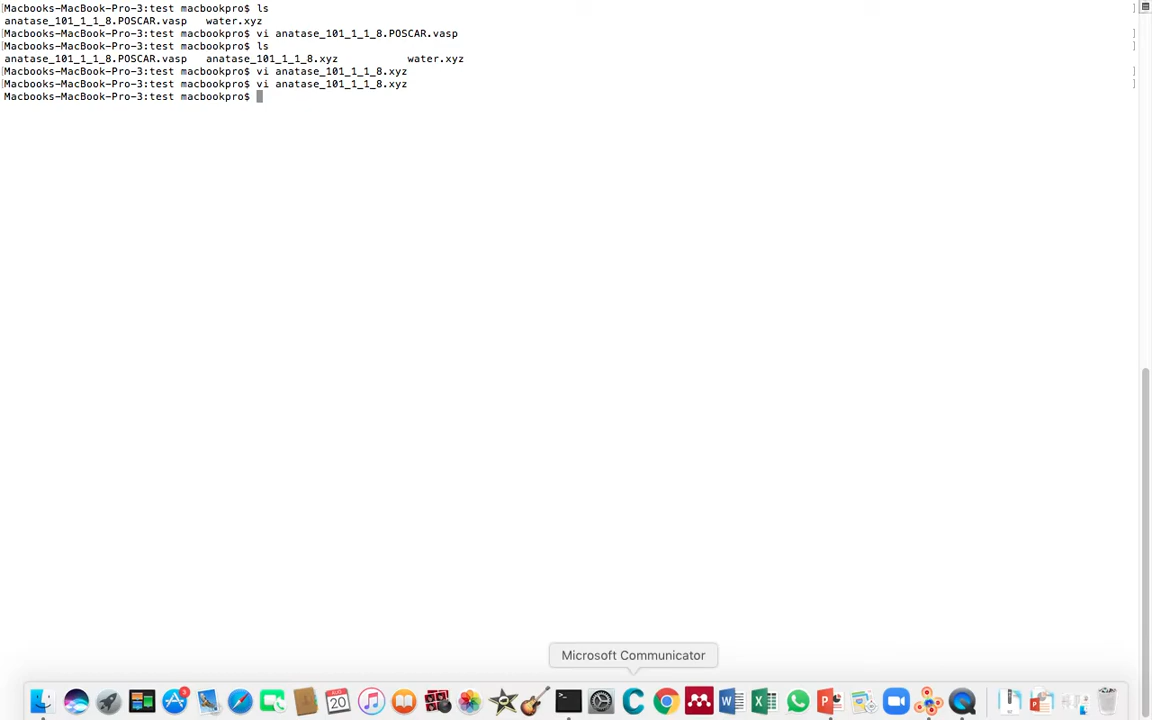 [Macbooks-MacBook-Pro-3:test macbookpro$ ls ]
anatase_101_1_1_8.POSCAR.vasp water.xyz
[Macbooks-MacBook-Pro-3:test macbookpro$ vi anatase_101_1_1_8.POSCAR.vasp ]
[Macbooks-MacBook-Pro-3:test macbookpro$ ls ]
anatase_101_1_1_8.POSCAR.vasp anatase_101_1_1_8.xyz water.xyz
[Macbooks-MacBook-Pro-3:test macbookpro$ vi anatase_101_1_1_8.xyz ]
[Macbooks-MacBook-Pro-3:test macbookpro$ vi anatase_101_1_1_8.xyz ]
Macbooks-MacBook-Pro-3:test macbookpro$
Microsoft Communicator
3
20